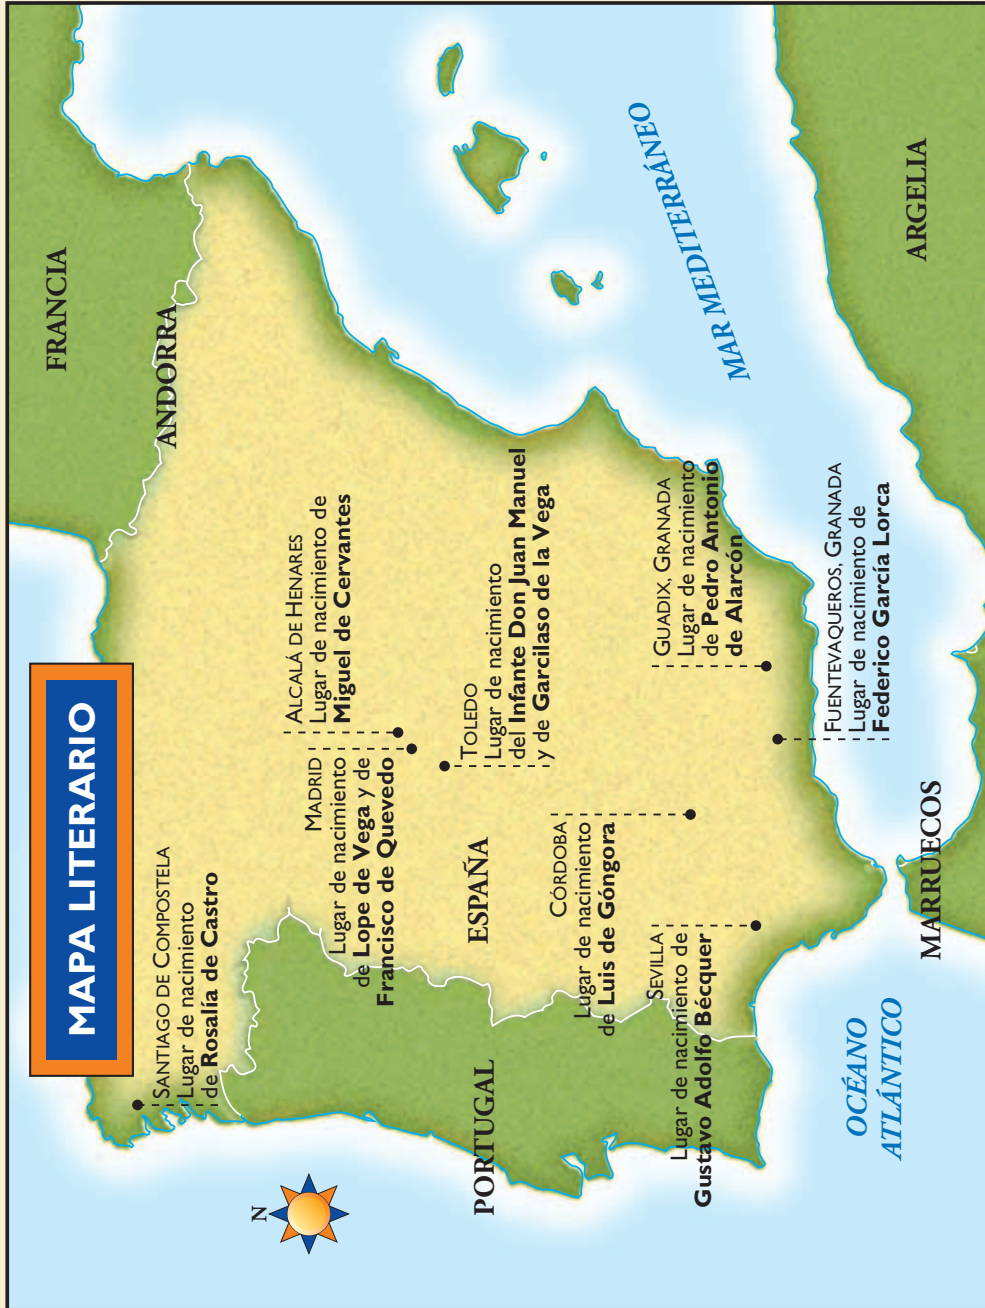 MAPA LITERARIO
FRANCIA
ANDORRA
SANTIAGO DE COMPOSTELA
Lugar de nacimiento
de Rosalía de Castro
N
ALCALÁ DE HENARES
Lugar de nacimiento de
Miguel de Cervantes
MADRID
Lugar de nacimiento
de Lope de Vega y de
Francisco de Quevedo
TOLEDO
Lugar de nacimiento
del Infante Don Juan Manuel
y de Garcilaso de la Vega
ESPAÑA
PORTUGAL
CÓRDOBA
Lugar de nacimiento
de Luis de Góngora
SEVILLA
Lugar de nacimiento de
Gustavo Adolfo Bécquer
GUADIX, GRANADA
Lugar de nacimiento
de Pedro Antonio
de Alarcón
FUENTEVAQUEROS, GRANADA
Lugar de nacimiento de
Federico García Lorca
MAR MEDITERRÁNEO
OCÉANO
ATLÁNTICO
MARRUECOS
ARGELIA